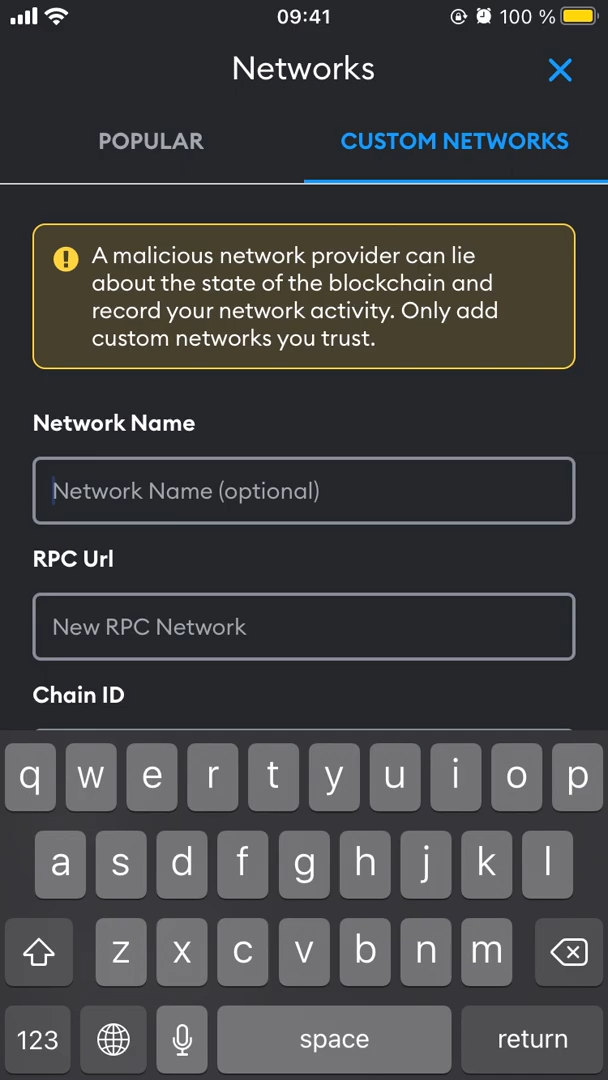 09:41
100 %
Networks
POPULAR
CUSTOM NETWORKS
A malicious network provider can lie
about the state of the blockchain and
record your network activity. Only add
custom networks you trust.
Network Name
Network Name (optional)
RPC Url
New RPC Network
Chain ID
q w e r t y u i o p
a s d f g h j k l
z x c v b n m
123 space return